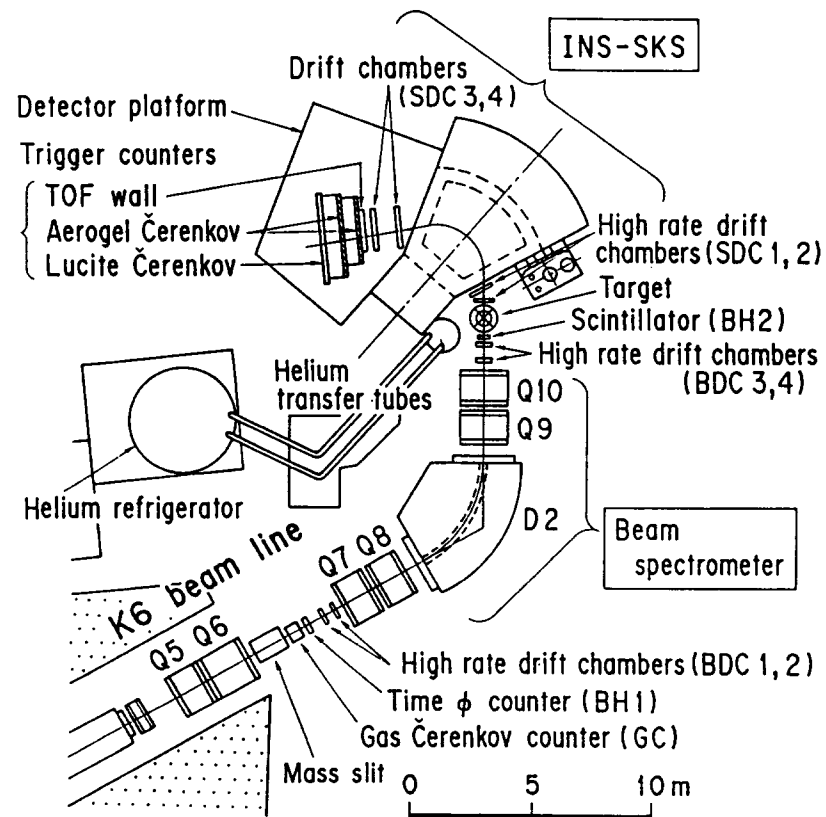 INS-SKS
Drift chambers
(SDC 3,4)
Detector platform
Trigger counters
TOF wall
Aerogel Čerenkov
Lucite Čerenkov
High rate drift
chambers (SDC 1, 2)
Target
Scintillator (BH2)
High rate drift chambers
(BDC 3,4)
Helium
transfer tubes
Q10
Q9
Helium refrigerator
D2
Beam
spectrometer
K6 beam line
Q7 Q8
Q5 Q6
High rate drift chambers (BDC 1, 2)
Time ϕ counter (BH1)
Gas Čerenkov counter (GC)
Mass slit
0 5 10 m